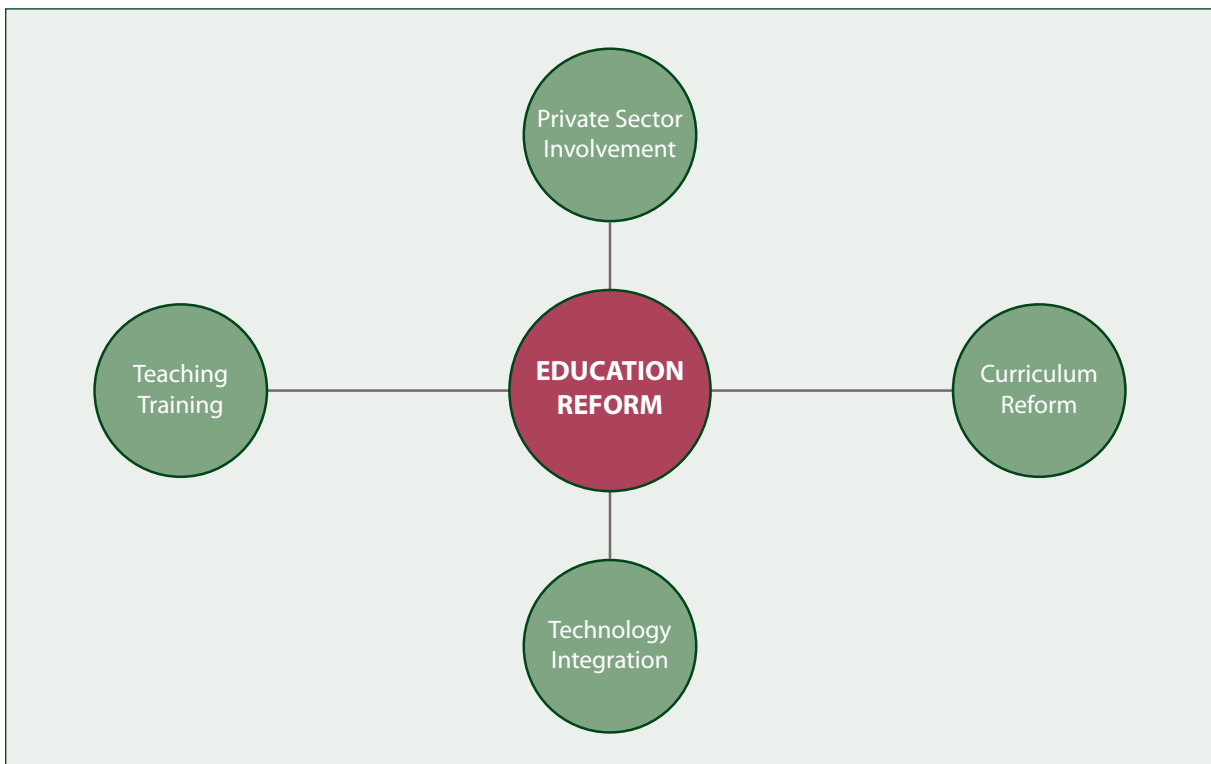 Private Sector
Involvement
Teaching
Training
EDUCATION
REFORM
Curriculum
Reform
Technology
Integration